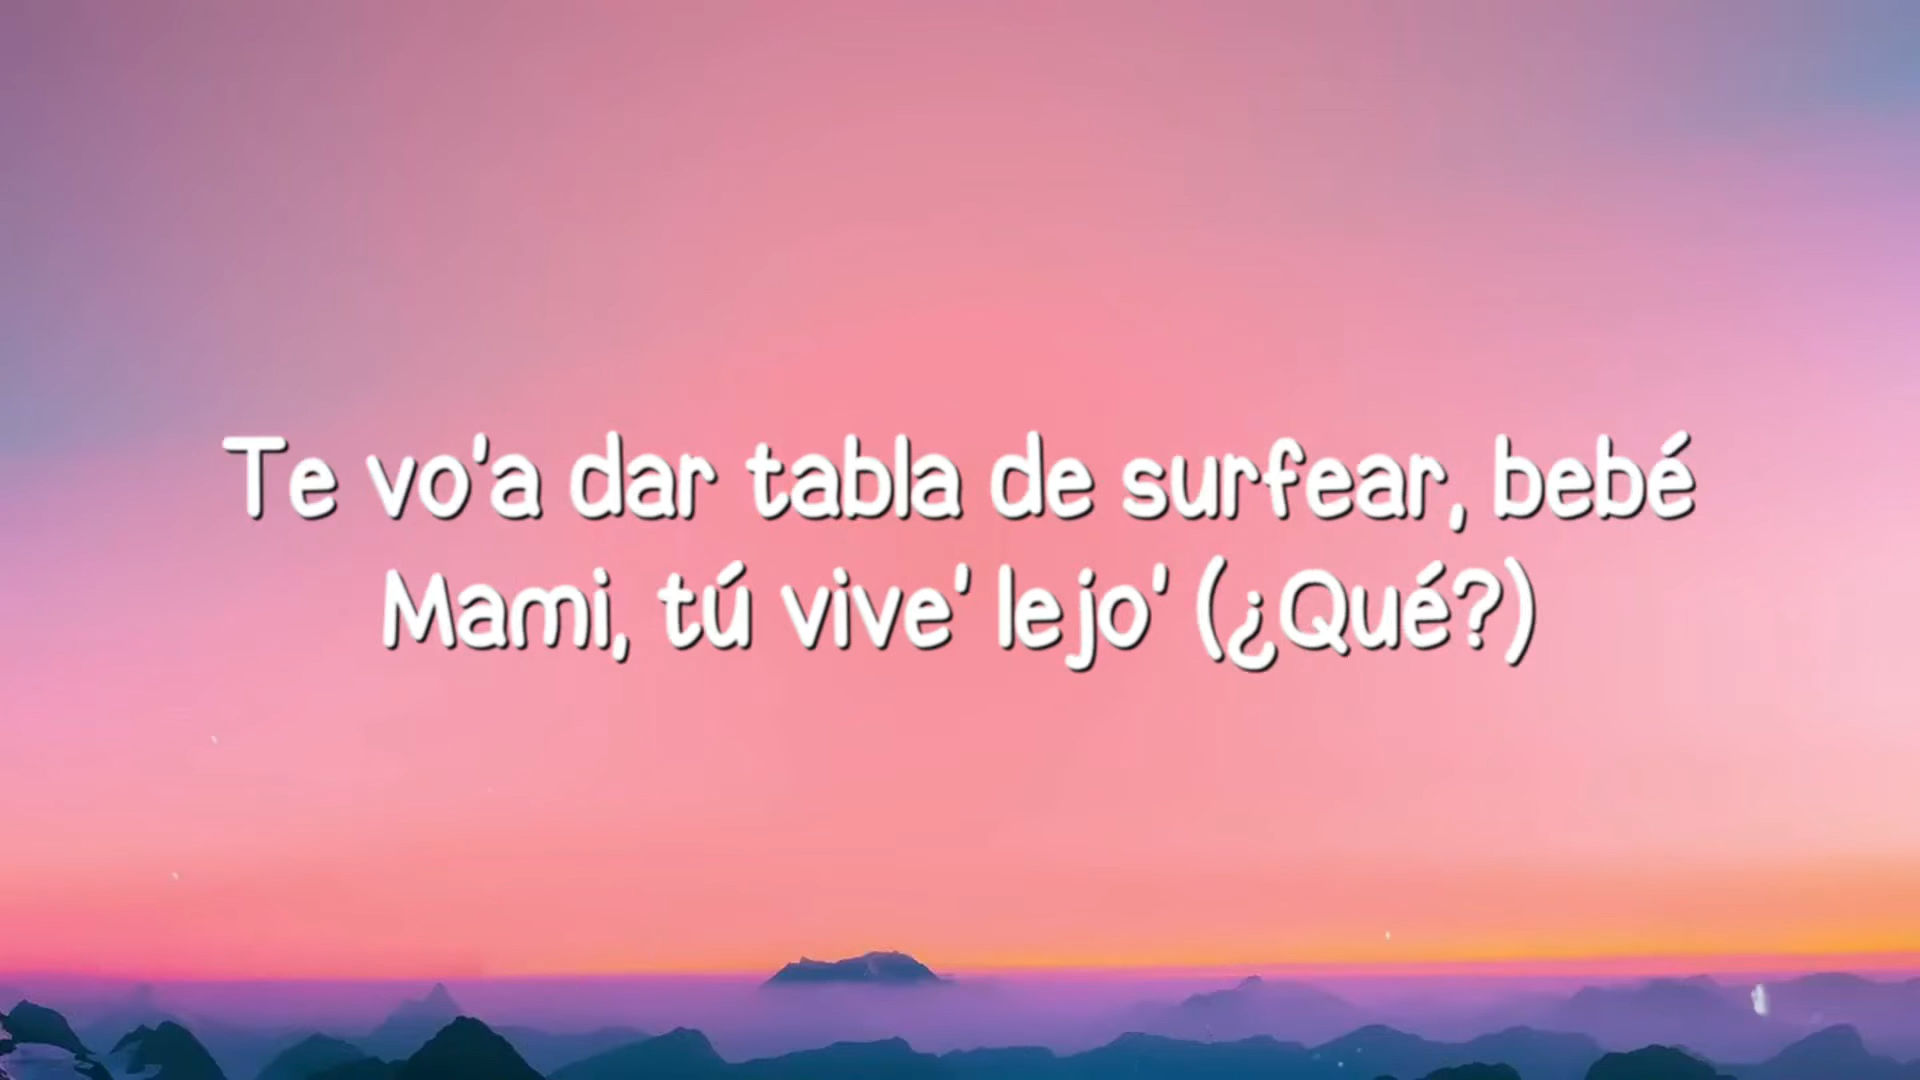 Te vo'a dar tabla de surfear, bebé
Mami, tú vive' lejo' (¿Qué?)